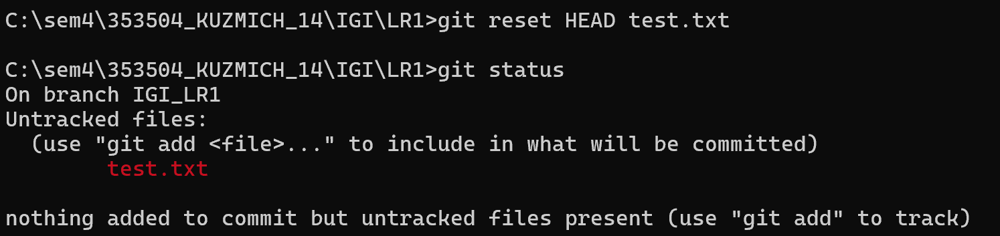 C:\sem4\353504_KUZMICH_14\IGI\LR1>git reset HEAD test.txt
C:\sem4\353504_KUZMICH_14\IGI\LR1>git status
On branch IGI_LR1
Untracked files:
  (use "git add <file>..." to include in what will be committed)
        test.txt
nothing added to commit but untracked files present (use "git add" to track)